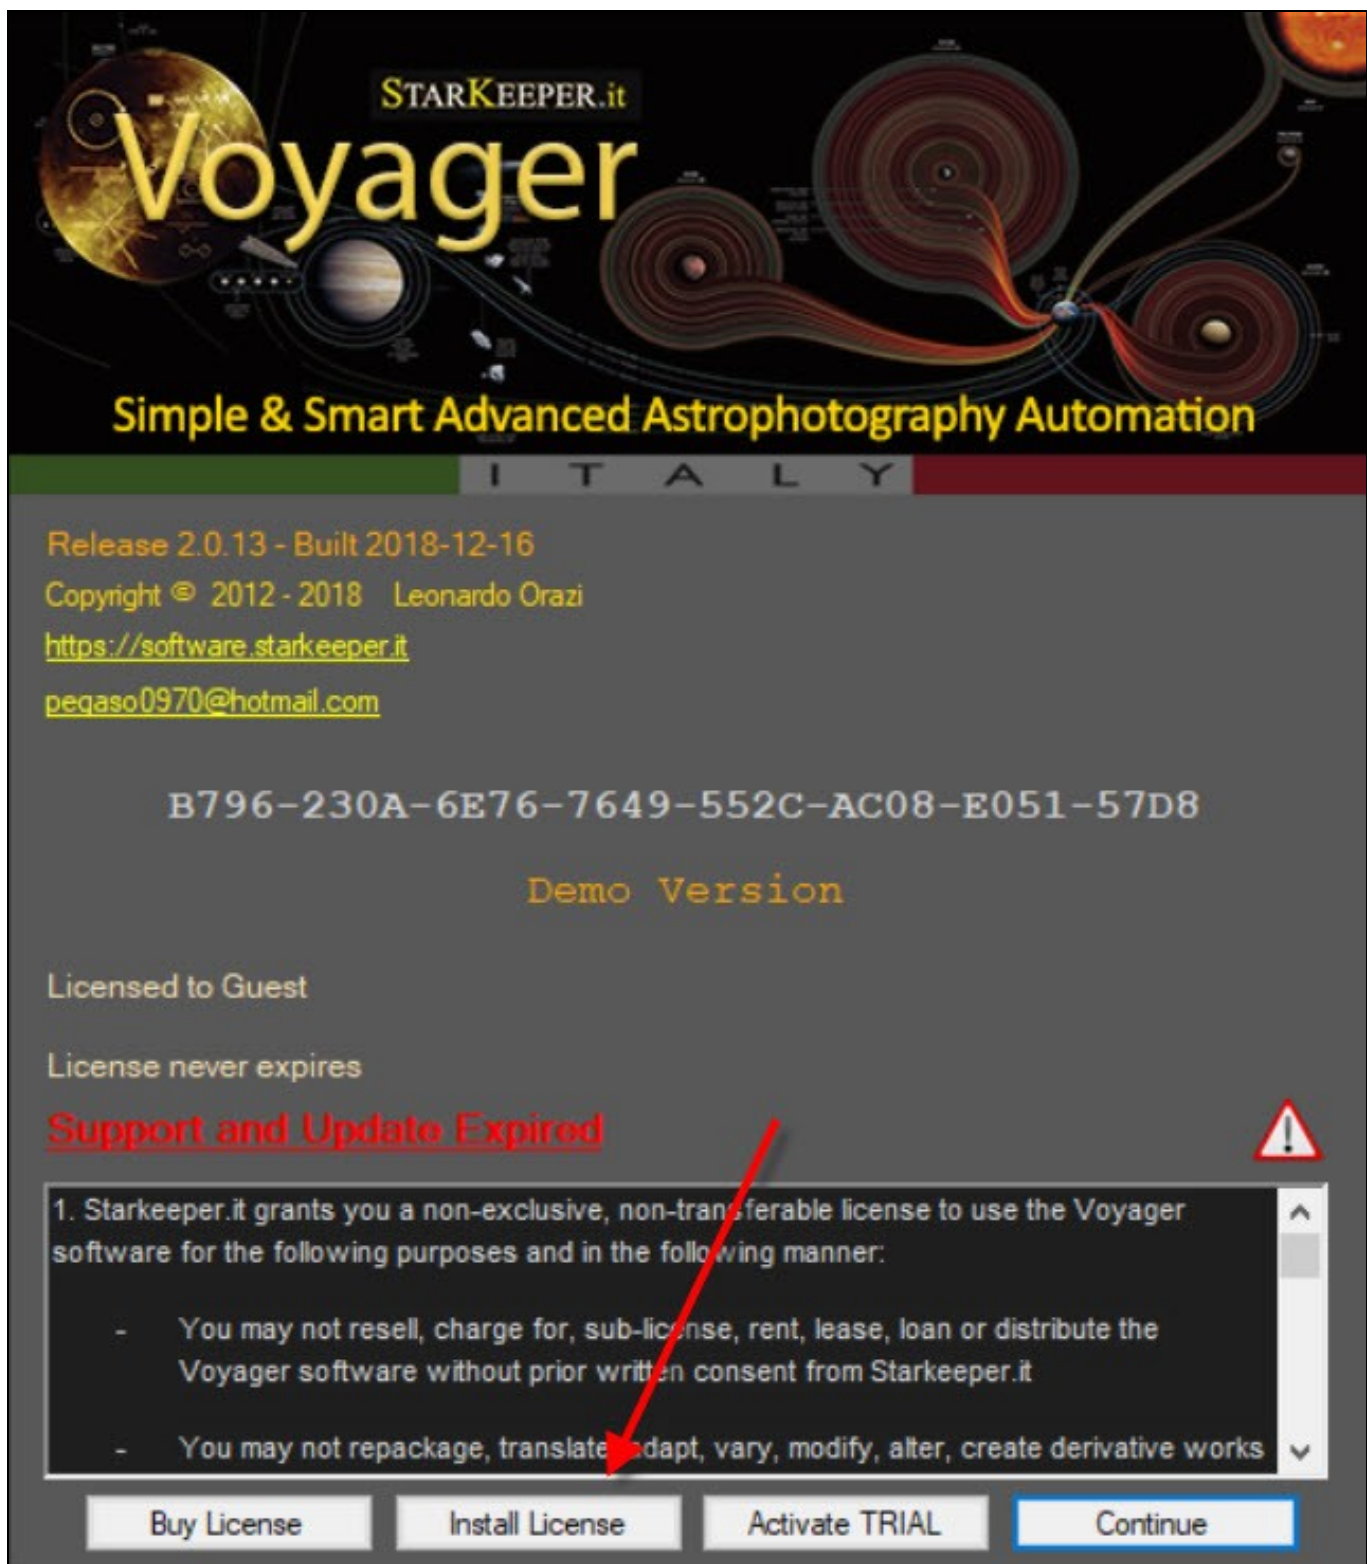 STARKEEPER.it
Voyager
Simple & Smart Advanced Astrophotography Automation
ITALY
Release 2.0.13 - Built 2018-12-16
Copyright © 2012 - 2018 Leonardo Orazi
https://software.starkeeper.it
pegaso0970@hotmail.com
B796-230A-6E76-7649-552C-AC08-E051-57D8
Demo Version
Licensed to Guest
License never expires
Support and Update Expired
1. Starkeeper.it grants you a non-exclusive, non-transferable license to use the Voyager
software for the following purposes and in the following manner:
- You may not resell, charge for, sub-license, rent, lease, loan or distribute the
Voyager software without prior written consent from Starkeeper.it
- You may not repackage, translate, adapt, vary, modify, alter, create derivative works
Buy License
Install License
Activate TRIAL
Continue